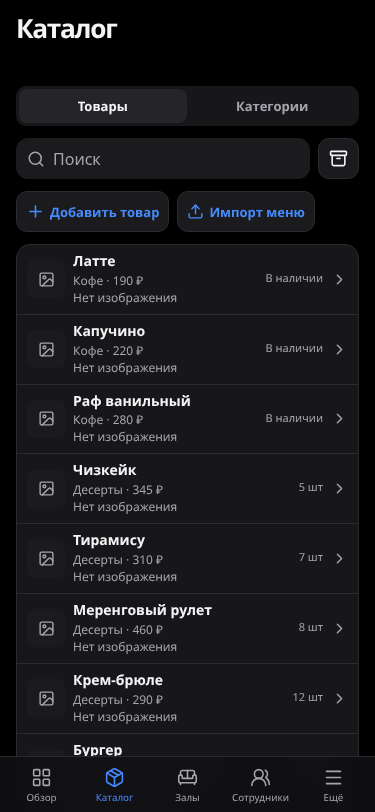 Каталог
Товары
Категории
Поиск
Добавить товар
Импорт меню
Латте
Кофе · 190 ₽
Нет изображения
В наличии
Капучино
Кофе · 220 ₽
Нет изображения
В наличии
Раф ванильный
Кофе · 280 ₽
Нет изображения
В наличии
Чизкейк
Десерты · 345 ₽
Нет изображения
5 шт
Тирамису
Десерты · 310 ₽
Нет изображения
7 шт
Меренговый рулет
Десерты · 460 ₽
Нет изображения
8 шт
Крем-брюле
Десерты · 290 ₽
Нет изображения
12 шт
Бургер
Обзор
Каталог
Залы
Сотрудники
Ещё